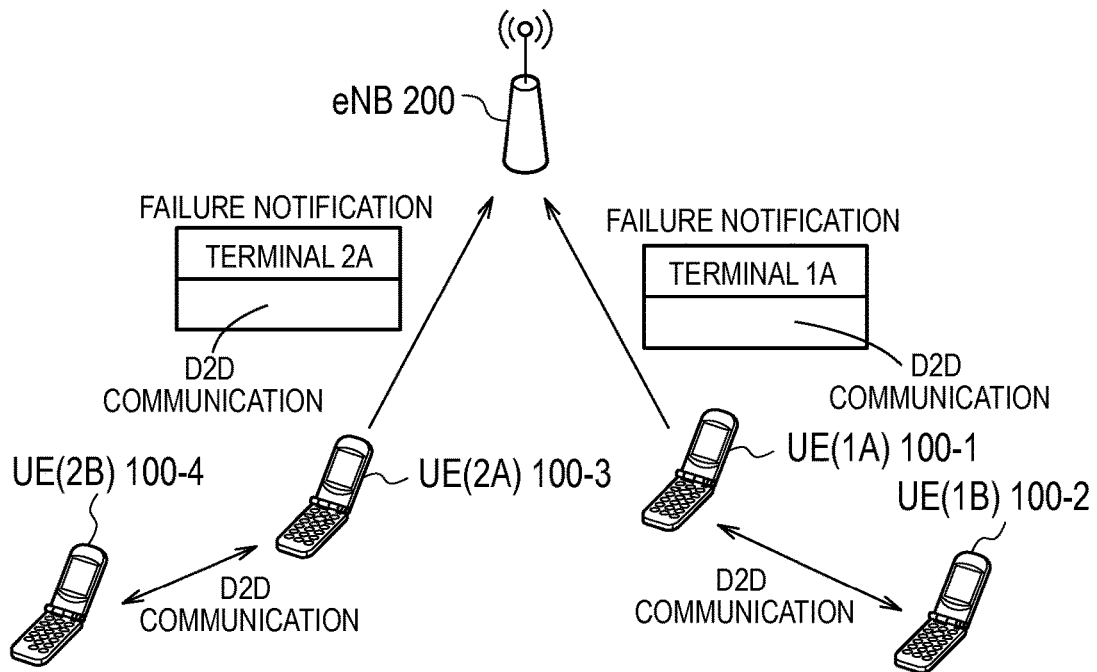 eNB 200
FAILURE NOTIFICATION
TERMINAL 2A
D2D
COMMUNICATION
FAILURE NOTIFICATION
TERMINAL 1A
D2D
COMMUNICATION
UE(2B) 100-4
UE(2A) 100-3
UE(1A) 100-1
UE(1B) 100-2
D2D
COMMUNICATION
D2D
COMMUNICATION